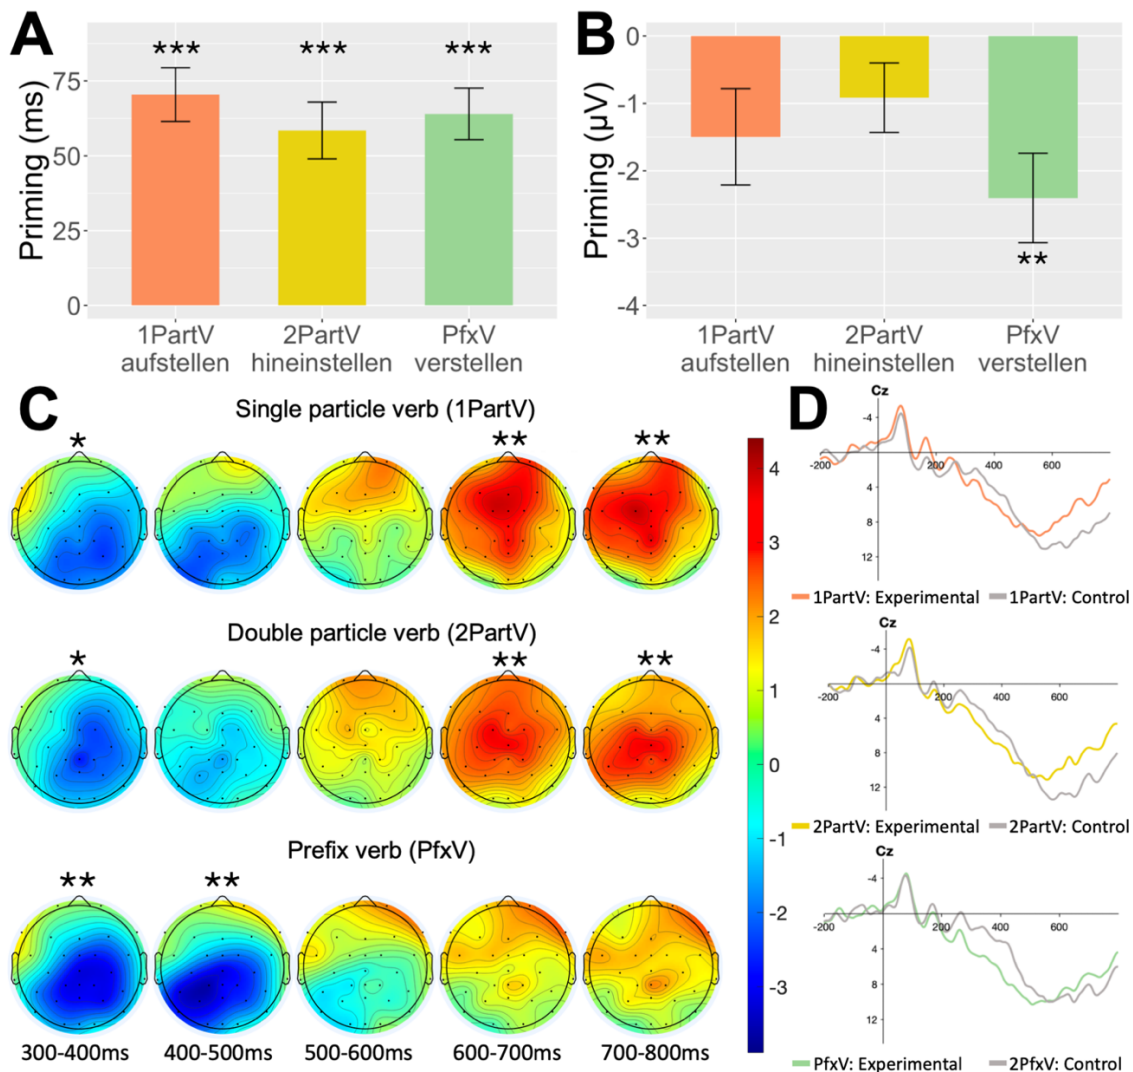 A
***
***
***
Priming (ms)
75
50
25
0
1PartV
aufstellen
2PartV
hineinstellen
PfxV
verstellen
B
Priming (µV)
0
-1
-2
-3
-4
**
1PartV
aufstellen
2PartV
hineinstellen
PfxV
verstellen
C
Single particle verb (1PartV)
*
**
**
Double particle verb (2PartV)
*
**
**
Prefix verb (PfxV)
**
**
300-400ms
400-500ms
500-600ms
600-700ms
700-800ms
4
3
2
1
0
-1
-2
-3
D
Cz
-4
-200
200
400
600
4
8
12
1PartV: Experimental
1PartV: Control
Cz
-4
-200
200
400
600
4
8
12
2PartV: Experimental
2PartV: Control
Cz
-4
-200
200
400
600
4
8
12
PfxV: Experimental
2PfxV: Control